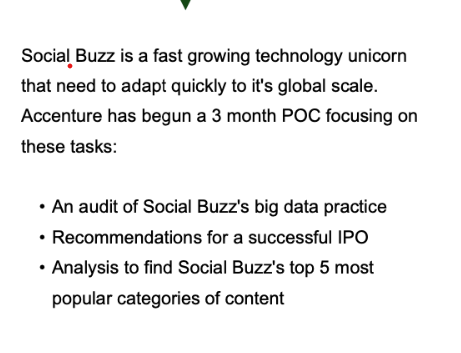 Social Buzz is a fast growing technology unicorn
that need to adapt quickly to it's global scale.
Accenture has begun a 3 month POC focusing on
these tasks:
• An audit of Social Buzz's big data practice
• Recommendations for a successful IPO
• Analysis to find Social Buzz's top 5 most
popular categories of content